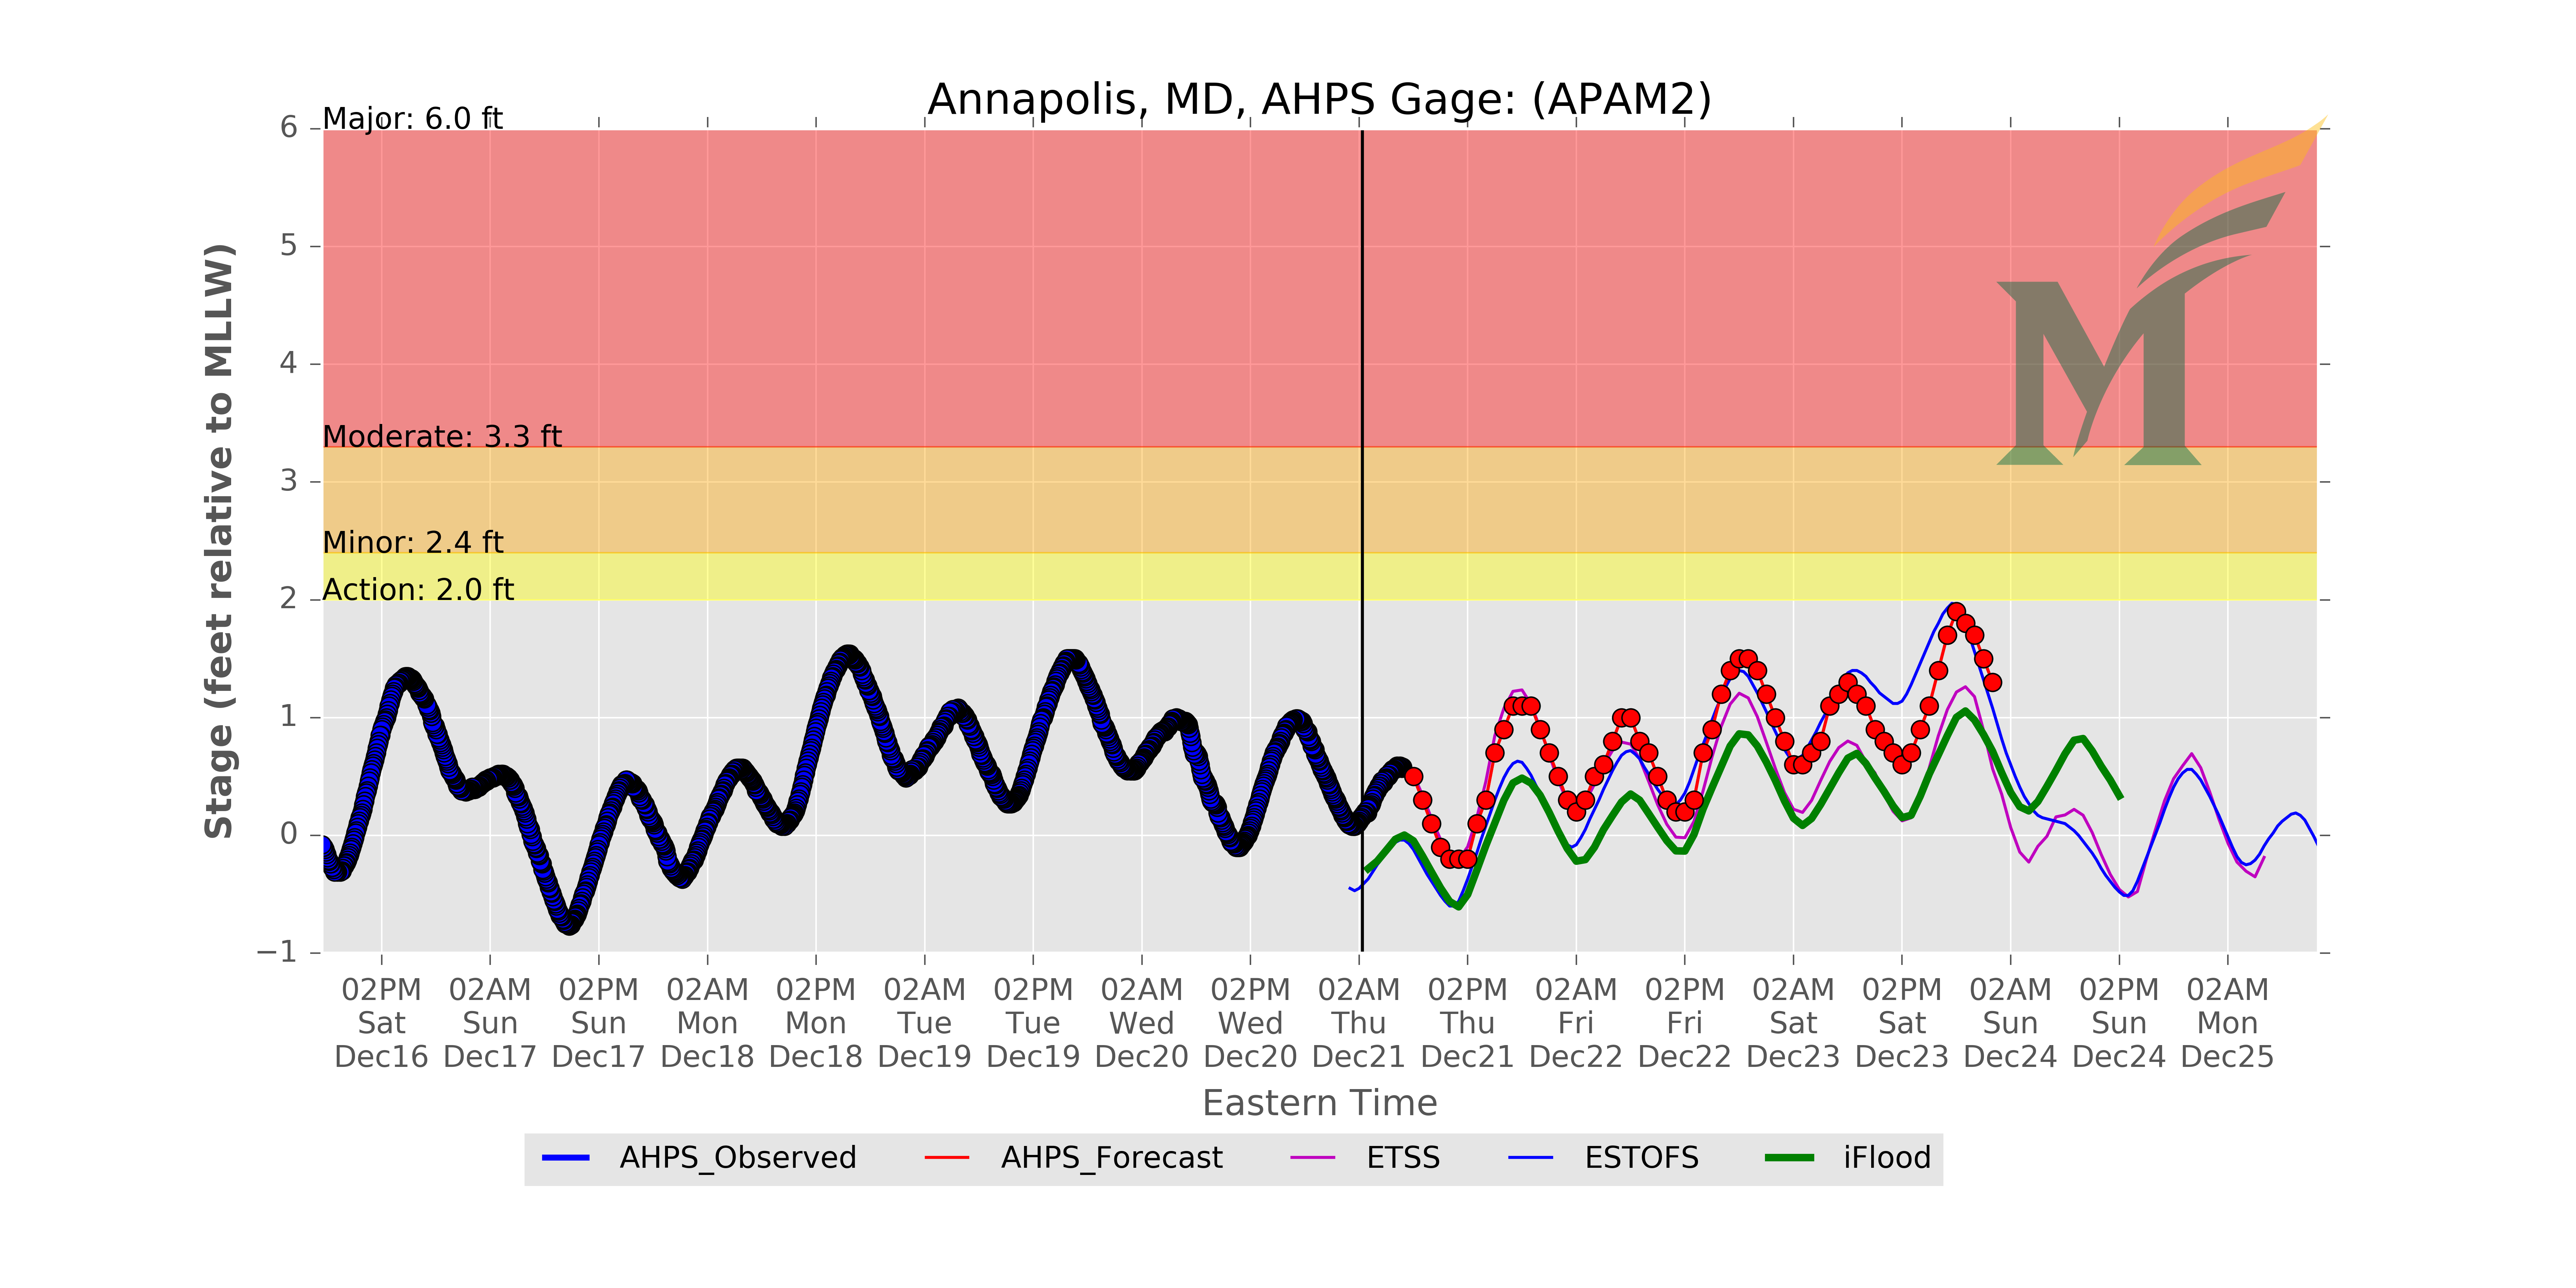 Annapolis, MD, AHPS Gage: (APAM2)
Stage (feet relative to MLLW)
6
5
4
3
2
1
0
−1
Major: 6.0 ft
Moderate: 3.3 ft
Minor: 2.4 ft
Action: 2.0 ft
M
02PM 02AM 02PM 02AM 02PM 02AM 02PM 02AM 02PM 02AM 02PM 02AM 02PM 02AM 02PM 02AM 02PM 02AM
Sat Sun Sun Mon Mon Tue Tue Wed Wed Thu Thu Fri Fri Sat Sat Sun Sun Mon
Dec16 Dec17 Dec17 Dec18 Dec18 Dec19 Dec19 Dec20 Dec20 Dec21 Dec21 Dec22 Dec22 Dec23 Dec23 Dec24 Dec24 Dec25
Eastern Time
AHPS_Observed AHPS_Forecast ETSS ESTOFS iFlood